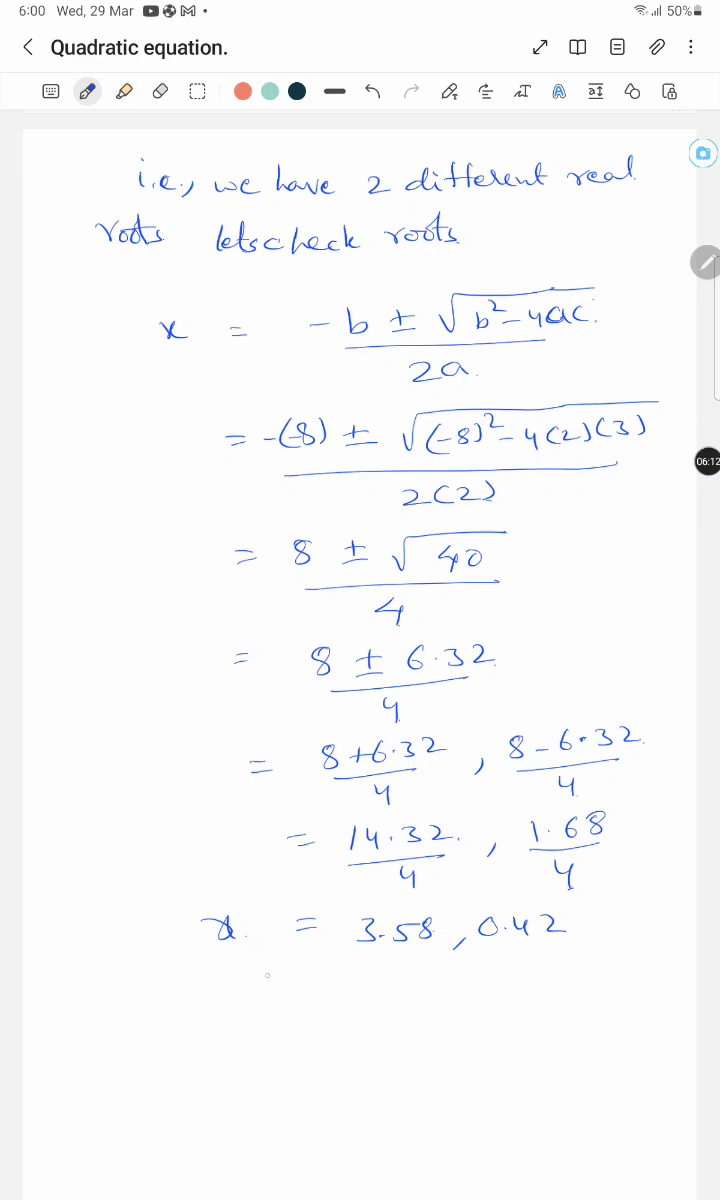 6:00 Wed, 29 Mar 50%
Quadratic equation.
i.e., we have 2 different real
roots letscheck roots
x = -b ± √b²-4ac
2a.
= -(-8) ± √(-8)²-4(2)(3)
2(2)
= 8 ± √40
4
= 8 ± 6.32
4
= 8+6.32 , 8-6.32
4 4
= 14.32 , 1.68
4 4
x. = 3.58, 0.42
06:12